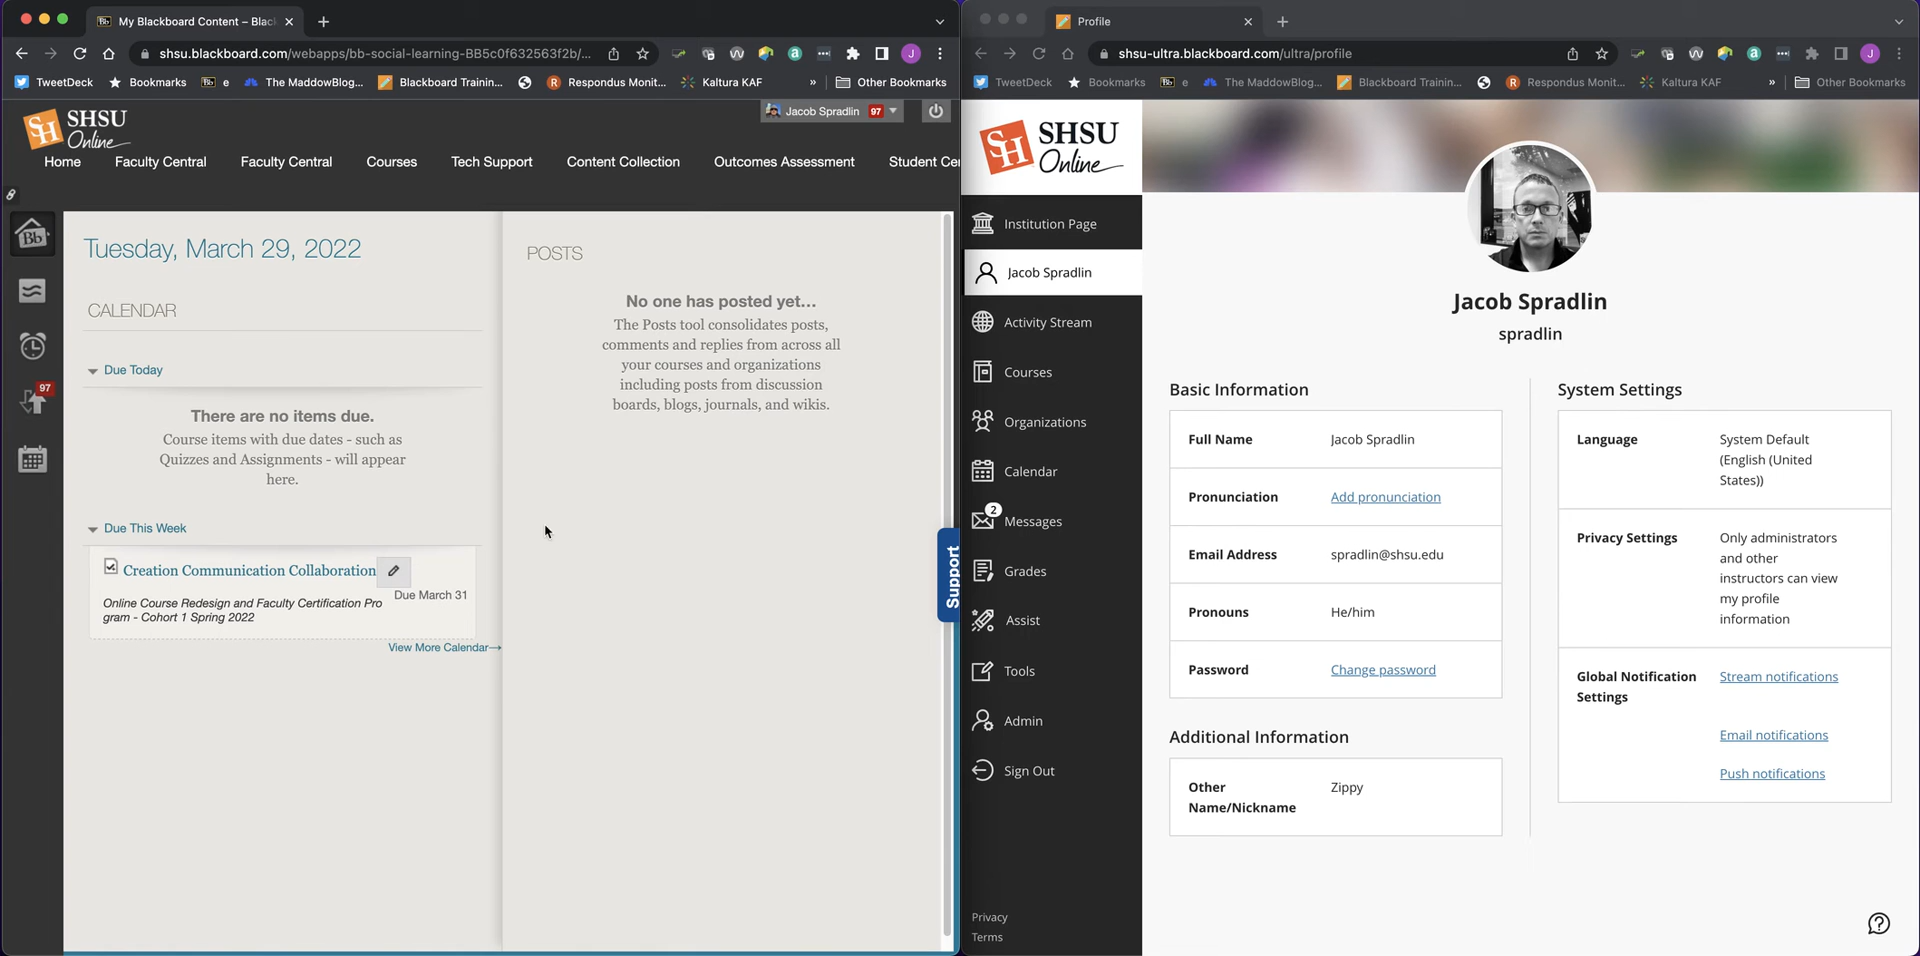 My Blackboard Content – Blac
shsu.blackboard.com/webapps/bb-social-learning-BB5c0f632563f2b/...
TweetDeck
Bookmarks
e
The MaddowBlog...
Blackboard Trainin...
Respondus Monit...
Kaltura KAF
»
Other Bookmarks
SHSU
Online
Jacob Spradlin 97
Home
Faculty Central
Faculty Central
Courses
Tech Support
Content Collection
Outcomes Assessment
Student Ce
Bb
97
Tuesday, March 29, 2022
CALENDAR
Due Today
There are no items due.
Course items with due dates - such as
Quizzes and Assignments - will appear
here.
Due This Week
Creation Communication Collaboration
Due March 31
Online Course Redesign and Faculty Certification Pro
gram - Cohort 1 Spring 2022
View More Calendar→
POSTS
No one has posted yet...
The Posts tool consolidates posts,
comments and replies from across all
your courses and organizations
including posts from discussion
boards, blogs, journals, and wikis.
Support
Profile
shsu-ultra.blackboard.com/ultra/profile
TweetDeck
Bookmarks
e
The MaddowBlog...
Blackboard Trainin...
Respondus Monit...
Kaltura KAF
»
Other Bookmarks
SH
SHSU
Online
Institution Page
Jacob Spradlin
Activity Stream
Courses
Organizations
Calendar
2
Messages
Grades
Assist
Tools
Admin
Sign Out
Privacy
Terms
Jacob Spradlin
spradlin
Basic Information
Full Name
Jacob Spradlin
Pronunciation
Add pronunciation
Email Address
spradlin@shsu.edu
Pronouns
He/him
Password
Change password
Additional Information
Other
Name/Nickname
Zippy
System Settings
Language
System Default
(English (United
States))
Privacy Settings
Only administrators
and other
instructors can view
my profile
information
Global Notification
Settings
Stream notifications
Email notifications
Push notifications